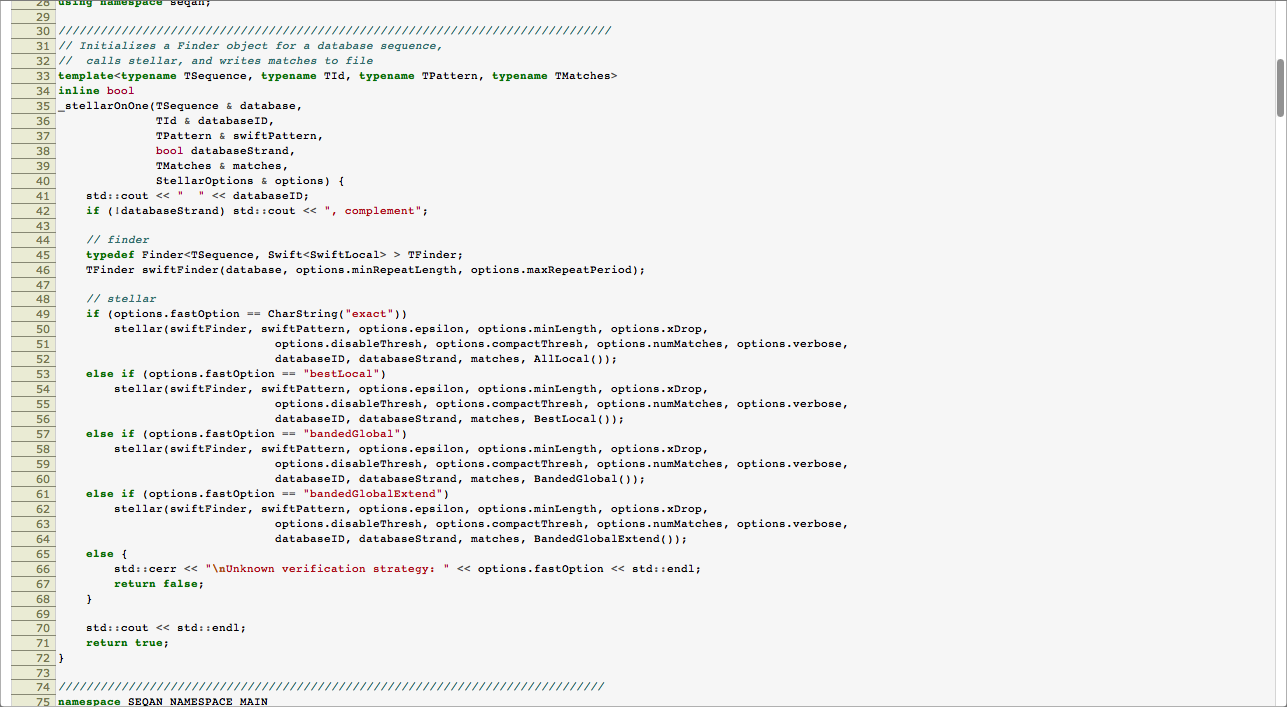 28 using namespace seqan;
29
30 ///////////////////////////////////////////////////////////////////////////////
31 // Initializes a Finder object for a database sequence,
32 //  calls stellar, and writes matches to file
33 template<typename TSequence, typename TId, typename TPattern, typename TMatches>
34 inline bool
35 _stellarOnOne(TSequence & database,
36               TId & databaseID,
37               TPattern & swiftPattern,
38               bool databaseStrand,
39               TMatches & matches,
40               StellarOptions & options) {
41     std::cout << "  " << databaseID;
42     if (!databaseStrand) std::cout << ", complement";
43
44     // finder
45     typedef Finder<TSequence, Swift<SwiftLocal> > TFinder;
46     TFinder swiftFinder(database, options.minRepeatLength, options.maxRepeatPeriod);
47
48     // stellar
49     if (options.fastOption == CharString("exact"))
50         stellar(swiftFinder, swiftPattern, options.epsilon, options.minLength, options.xDrop,
51                                options.disableThresh, options.compactThresh, options.numMatches, options.verbose,
52                                databaseID, databaseStrand, matches, AllLocal());
53     else if (options.fastOption == "bestLocal")
54         stellar(swiftFinder, swiftPattern, options.epsilon, options.minLength, options.xDrop,
55                                options.disableThresh, options.compactThresh, options.numMatches, options.verbose,
56                                databaseID, databaseStrand, matches, BestLocal());
57     else if (options.fastOption == "bandedGlobal")
58         stellar(swiftFinder, swiftPattern, options.epsilon, options.minLength, options.xDrop,
59                                options.disableThresh, options.compactThresh, options.numMatches, options.verbose,
60                                databaseID, databaseStrand, matches, BandedGlobal());
61     else if (options.fastOption == "bandedGlobalExtend")
62         stellar(swiftFinder, swiftPattern, options.epsilon, options.minLength, options.xDrop,
63                                options.disableThresh, options.compactThresh, options.numMatches, options.verbose,
64                                databaseID, databaseStrand, matches, BandedGlobalExtend());
65     else {
66         std::cerr << "\nUnknown verification strategy: " << options.fastOption << std::endl;
67         return false;
68     }
69
70     std::cout << std::endl;
71     return true;
72 }
73
74 //////////////////////////////////////////////////////////////////////////////
75 namespace SEQAN_NAMESPACE_MAIN